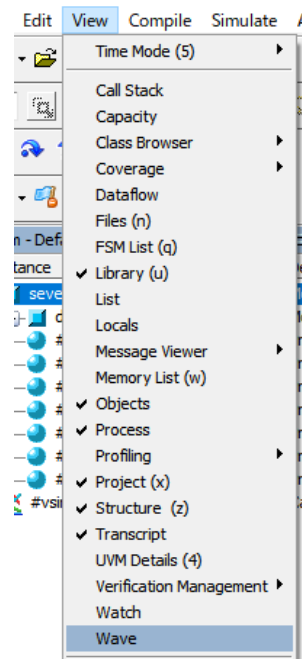 Edit View Compile Simulate
Time Mode (5)
Call Stack
Capacity
Class Browser
Coverage
Dataflow
Files (n)
FSM List (q)
Library (u)
List
Locals
Message Viewer
Memory List (w)
Objects
Process
Profiling
Project (x)
Structure (z)
Transcript
UVM Details (4)
Verification Management
Watch
Wave
tance
seve
#vsin